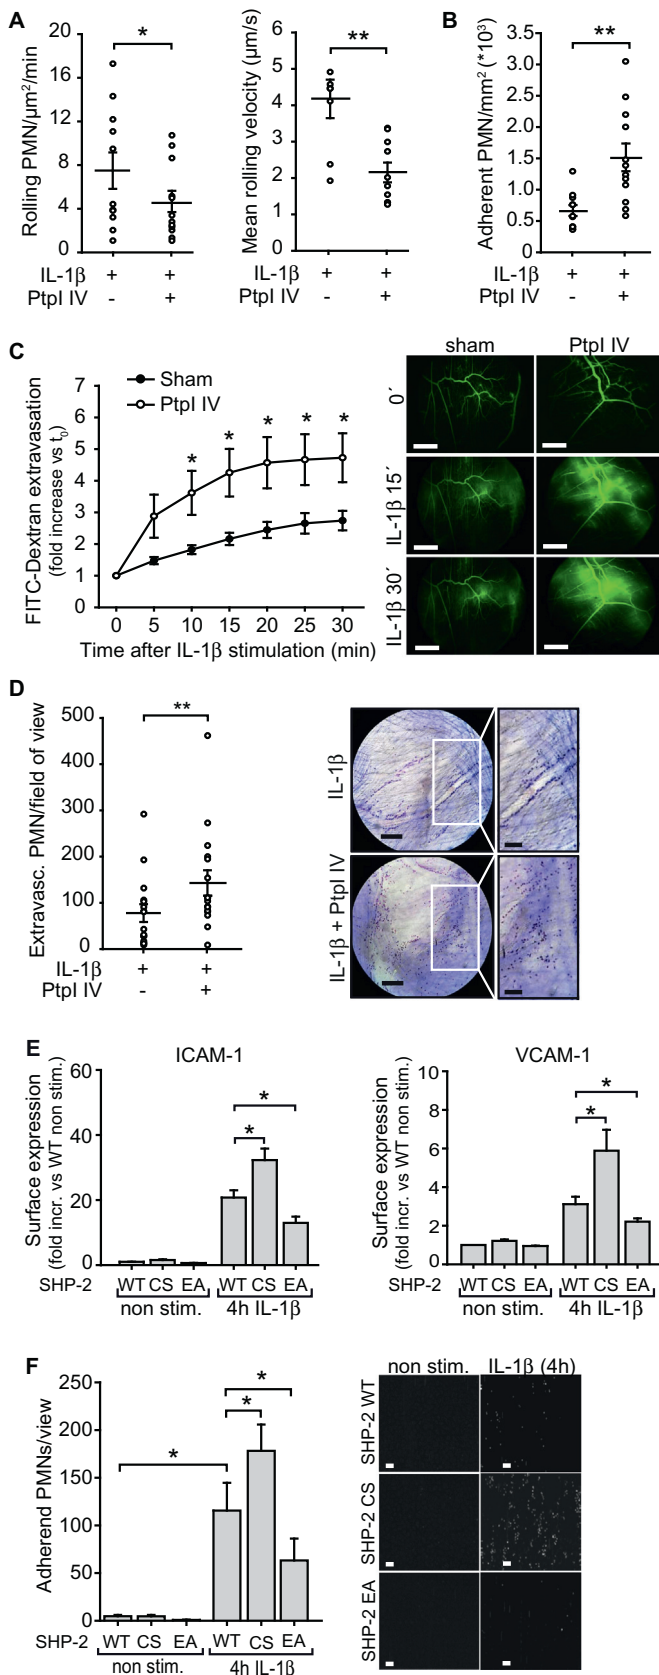 A
Rolling PMN/µm²/min
20
16
12
8
4
0
*
IL-1β + +
PtpI IV - +
Mean rolling velocity (µm/s)
6
5
4
3
2
1
0
**
IL-1β + +
PtpI IV - +
B
Adherent PMN/mm² (*10³)
3.5
3.0
2.5
2.0
1.5
1.0
0.5
0
**
IL-1β + +
PtpI IV - +
C
FITC-Dextran extravasation
(fold increase vs t₀)
7
6
5
4
3
2
1
0
Sham
PtpI IV
* * * * *
0 5 10 15 20 25 30
Time after IL-1β stimulation (min)
sham PtpI IV
0´
IL-1β 15´
IL-1β 30´
D
Extravasc. PMN/field of view
500
400
300
200
100
0
**
IL-1β + +
PtpI IV - +
IL-1β
IL-1β + PtpI IV
E
ICAM-1
Surface expression
(fold incr. vs WT non stim.)
60
40
20
0
*
*
SHP-2 WT CS EA WT CS EA
non stim. 4h IL-1β
VCAM-1
Surface expression
(fold incr. vs WT non stim.)
10
8
6
4
2
0
*
*
SHP-2 WT CS EA WT CS EA
non stim. 4h IL-1β
F
Adherend PMNs/view
250
200
150
100
50
0
*
*
*
SHP-2 WT CS EA WT CS EA
non stim. 4h IL-1β
non stim. IL-1β (4h)
SHP-2 WT
SHP-2 CS
SHP-2 EA